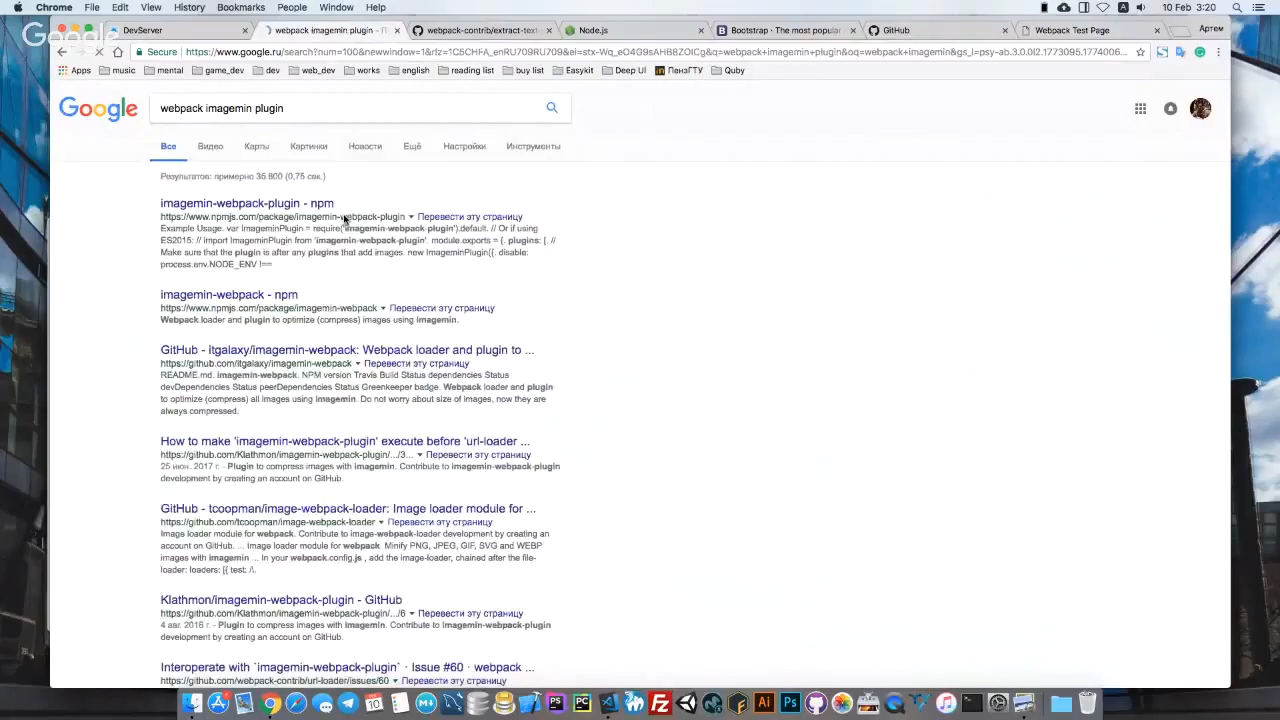 Chrome File Edit View History Bookmarks People Window Help
10 Feb 3:20
Google
DevServer
webpack imagemin plugin - П
webpack-contrib/extract-text-
Node.js
Bootstrap · The most popular
GitHub
Webpack Test Page
Артем
Secure
Apps music mental game_dev dev web_dev works english reading list buy list Easykit Deep UI ПензГТУ Quby
Google
webpack imagemin plugin
Все Видео Карты Картинки Новости Ещё Настройки Инструменты
Результатов: примерно 35 800 (0,75 сек.)
imagemin-webpack-plugin - npm
https://www.npmjs.com/package/imagemin-webpack-plugin ▾ Перевести эту страницу
Example Usage. var ImageminPlugin = require('imagemin-webpack-plugin').default. // Or if using
ES2015: // import ImageminPlugin from 'imagemin-webpack-plugin'. module.exports = {. plugins: [. //
Make sure that the plugin is after any plugins that add images. new ImageminPlugin({. disable:
process.env.NODE_ENV !==
imagemin-webpack - npm
https://www.npmjs.com/package/imagemin-webpack ▾ Перевести эту страницу
Webpack loader and plugin to optimize (compress) images using imagemin.
GitHub - itgalaxy/imagemin-webpack: Webpack loader and plugin to ...
https://github.com/itgalaxy/imagemin-webpack ▾ Перевести эту страницу
README.md. imagemin-webpack. NPM version Travis Build Status dependencies Status
devDependencies Status peerDependencies Status Greenkeeper badge. Webpack loader and plugin
to optimize (compress) all images using imagemin. Do not worry about size of images, now they are
always compressed.
How to make 'imagemin-webpack-plugin' execute before 'url-loader ...
https://github.com/Klathmon/imagemin-webpack-plugin/.../3... ▾ Перевести эту страницу
25 июн. 2017 г. - Plugin to compress images with imagemin. Contribute to imagemin-webpack-plugin
development by creating an account on GitHub.
GitHub - tcoopman/image-webpack-loader: Image loader module for ...
https://github.com/tcoopman/image-webpack-loader ▾ Перевести эту страницу
Image loader module for webpack. Contribute to image-webpack-loader development by creating an
account on GitHub. ... Image loader module for webpack. Minify PNG, JPEG, GIF, SVG and WEBP
images with imagemin ... In your webpack.config.js , add the image-loader, chained after the file-
loader: loaders: [{ test: /\.
Klathmon/imagemin-webpack-plugin - GitHub
https://github.com/Klathmon/imagemin-webpack-plugin/.../6 ▾ Перевести эту страницу
4 авг. 2016 г. - Plugin to compress images with imagemin. Contribute to imagemin-webpack-plugin
development by creating an account on GitHub.
Interoperate with `imagemin-webpack-plugin` · Issue #60 · webpack ...
https://github.com/webpack-contrib/url-loader/issues/60 ▾ Перевести эту страницу